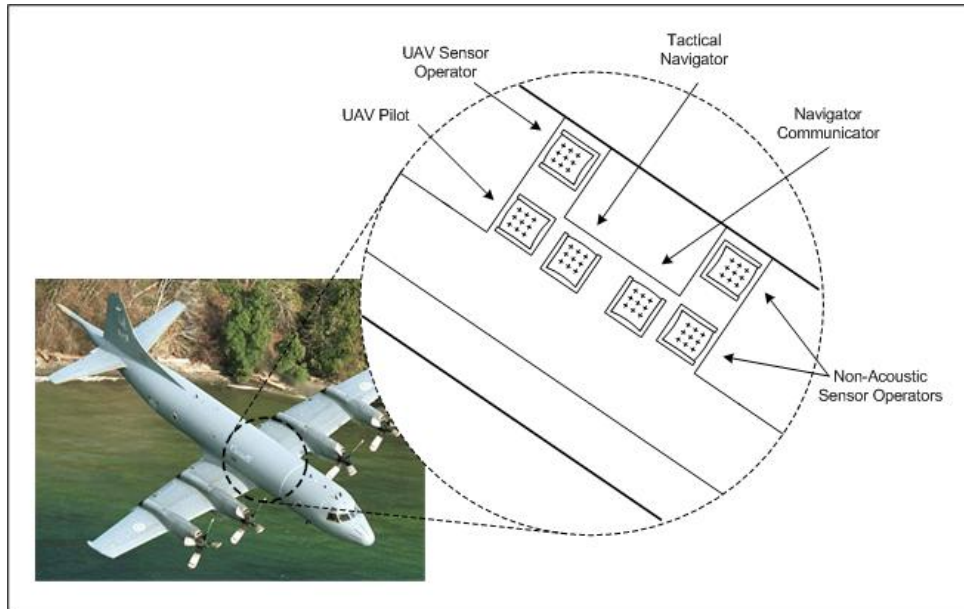 UAV Sensor
Operator
UAV Pilot
Tactical
Navigator
Navigator
Communicator
Non-Acoustic
Sensor Operators